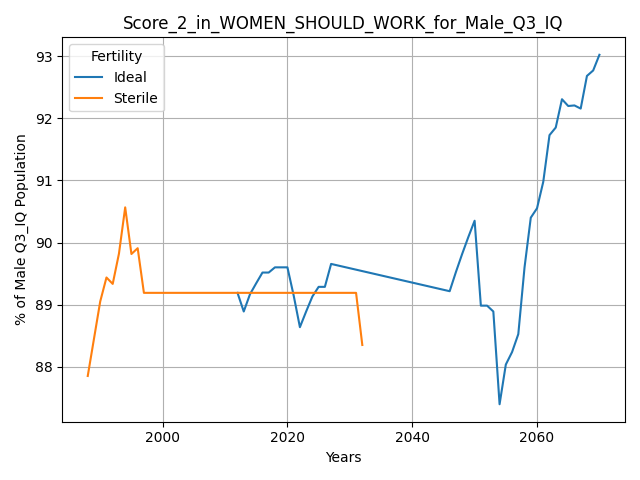 Score_2_in_WOMEN_SHOULD_WORK_for_Male_Q3_IQ
Fertility
Ideal
Sterile
% of Male Q3_IQ Population
93
92
91
90
89
88
2000 2020 2040 2060
Years